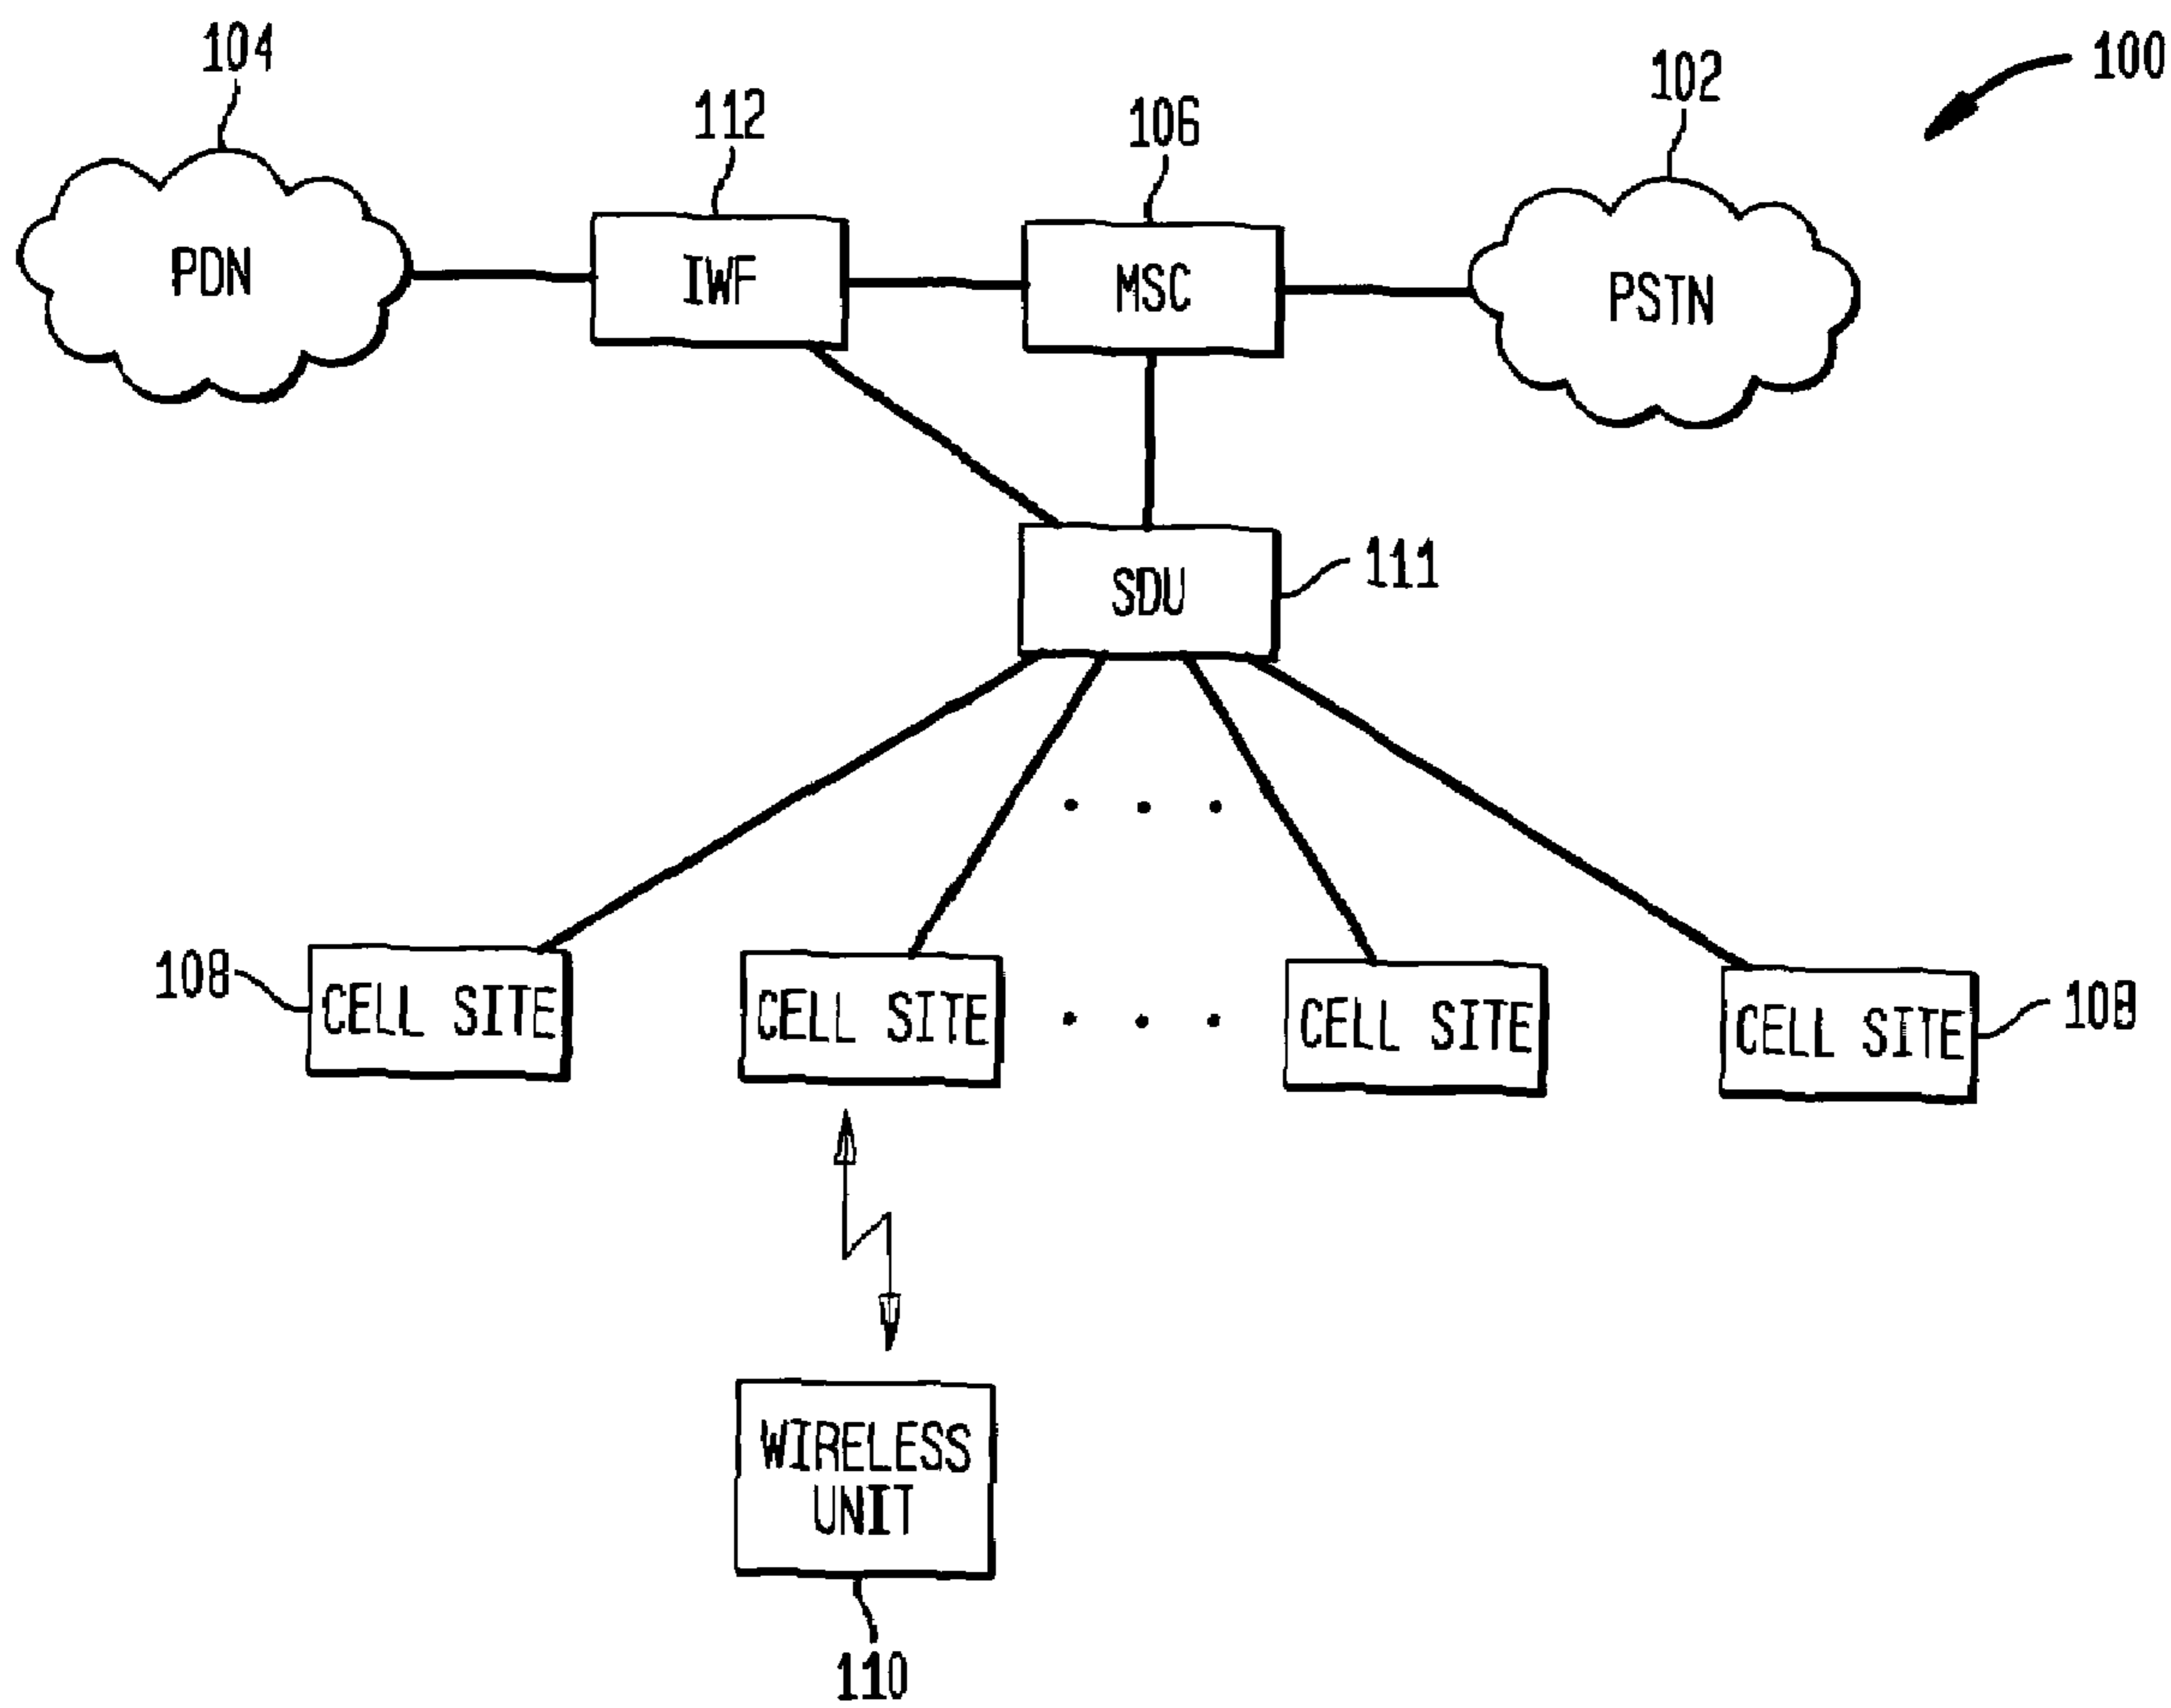 104
112
106
102
100
PDN
IWF
MSC
PSTN
SDU
111
108
CELL SITE
CELL SITE
CELL SITE
CELL SITE
108
WIRELESS
UNIT
110